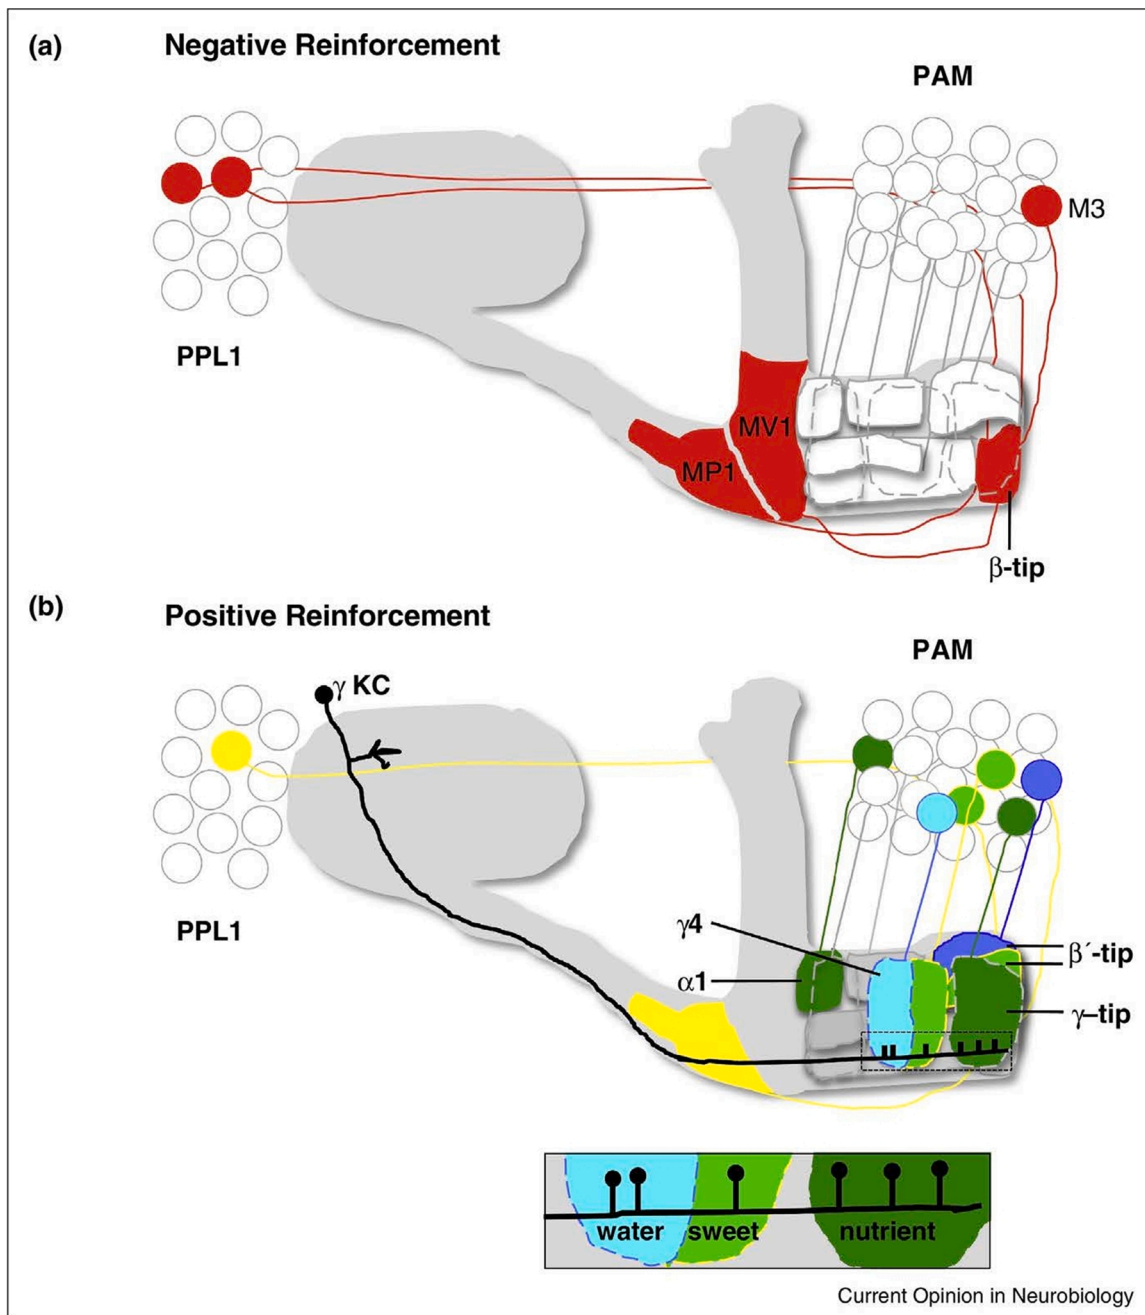 (a)
Negative Reinforcement
PAM
M3
PPL1
MV1
MP1
β-tip
(b)
Positive Reinforcement
PAM
γ KC
PPL1
γ4
β´-tip
α1
γ–tip
water sweet nutrient
Current Opinion in Neurobiology